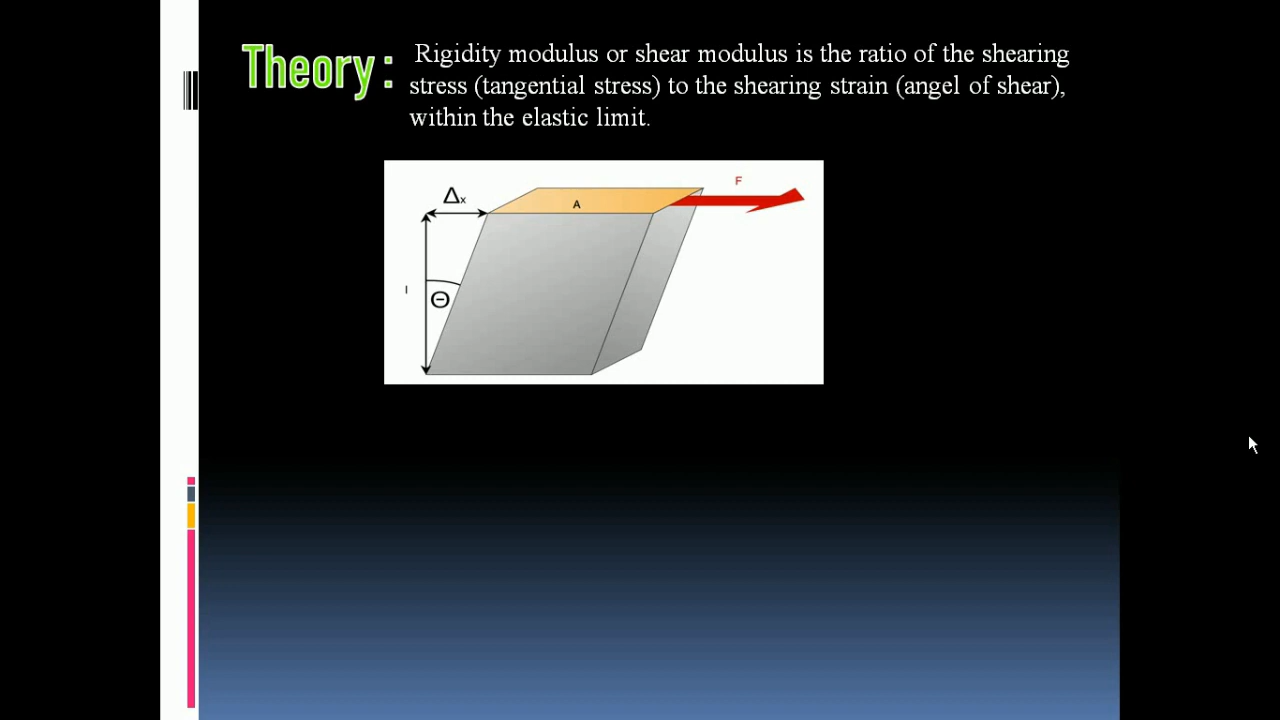 Theory :
Rigidity modulus or shear modulus is the ratio of the shearing
stress (tangential stress) to the shearing strain (angel of shear),
within the elastic limit.
F
Δx
A
l
Θ